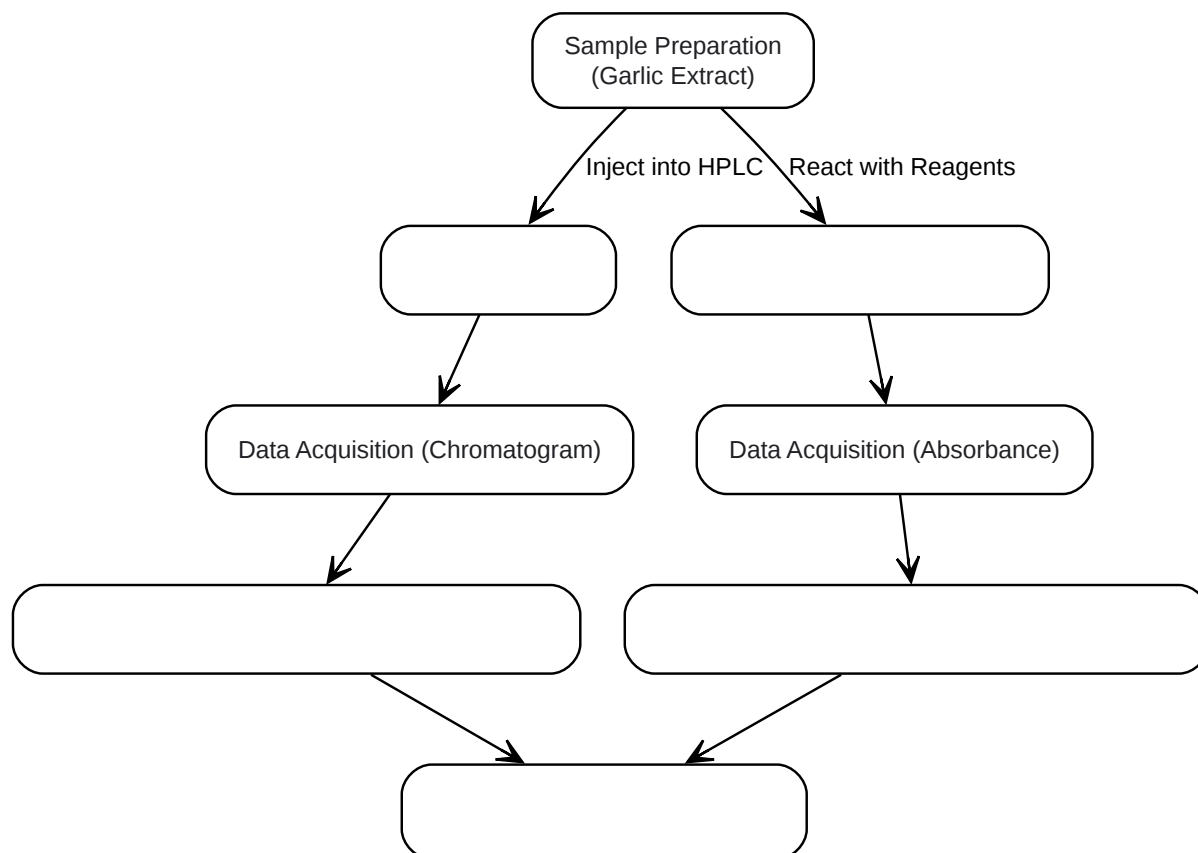 Sample Preparation
(Garlic Extract)
Inject into HPLC
React with Reagents
Data Acquisition (Chromatogram)
Data Acquisition (Absorbance)